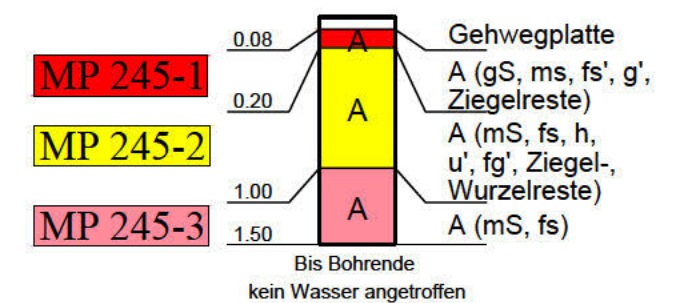 0.08
A
Gehwegplatte
MP 245-1
A (gS, ms, fs', g',
Ziegelreste)
0.20
A
MP 245-2
A (mS, fs, h,
u', fg', Ziegel-,
Wurzelreste)
1.00
A
MP 245-3
A (mS, fs)
1.50
Bis Bohrende
kein Wasser angetroffen